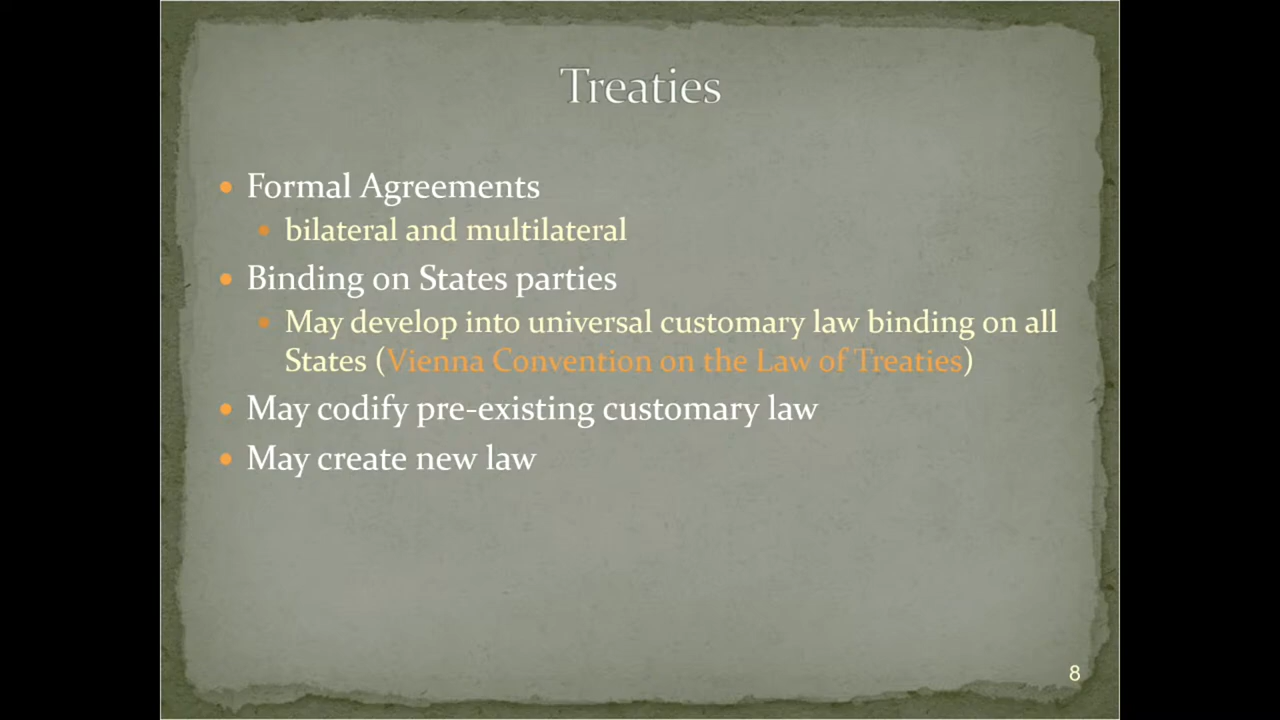 Treaties
• Formal Agreements
• bilateral and multilateral
• Binding on States parties
• May develop into universal customary law binding on all
States (Vienna Convention on the Law of Treaties)
• May codify pre-existing customary law
• May create new law
8